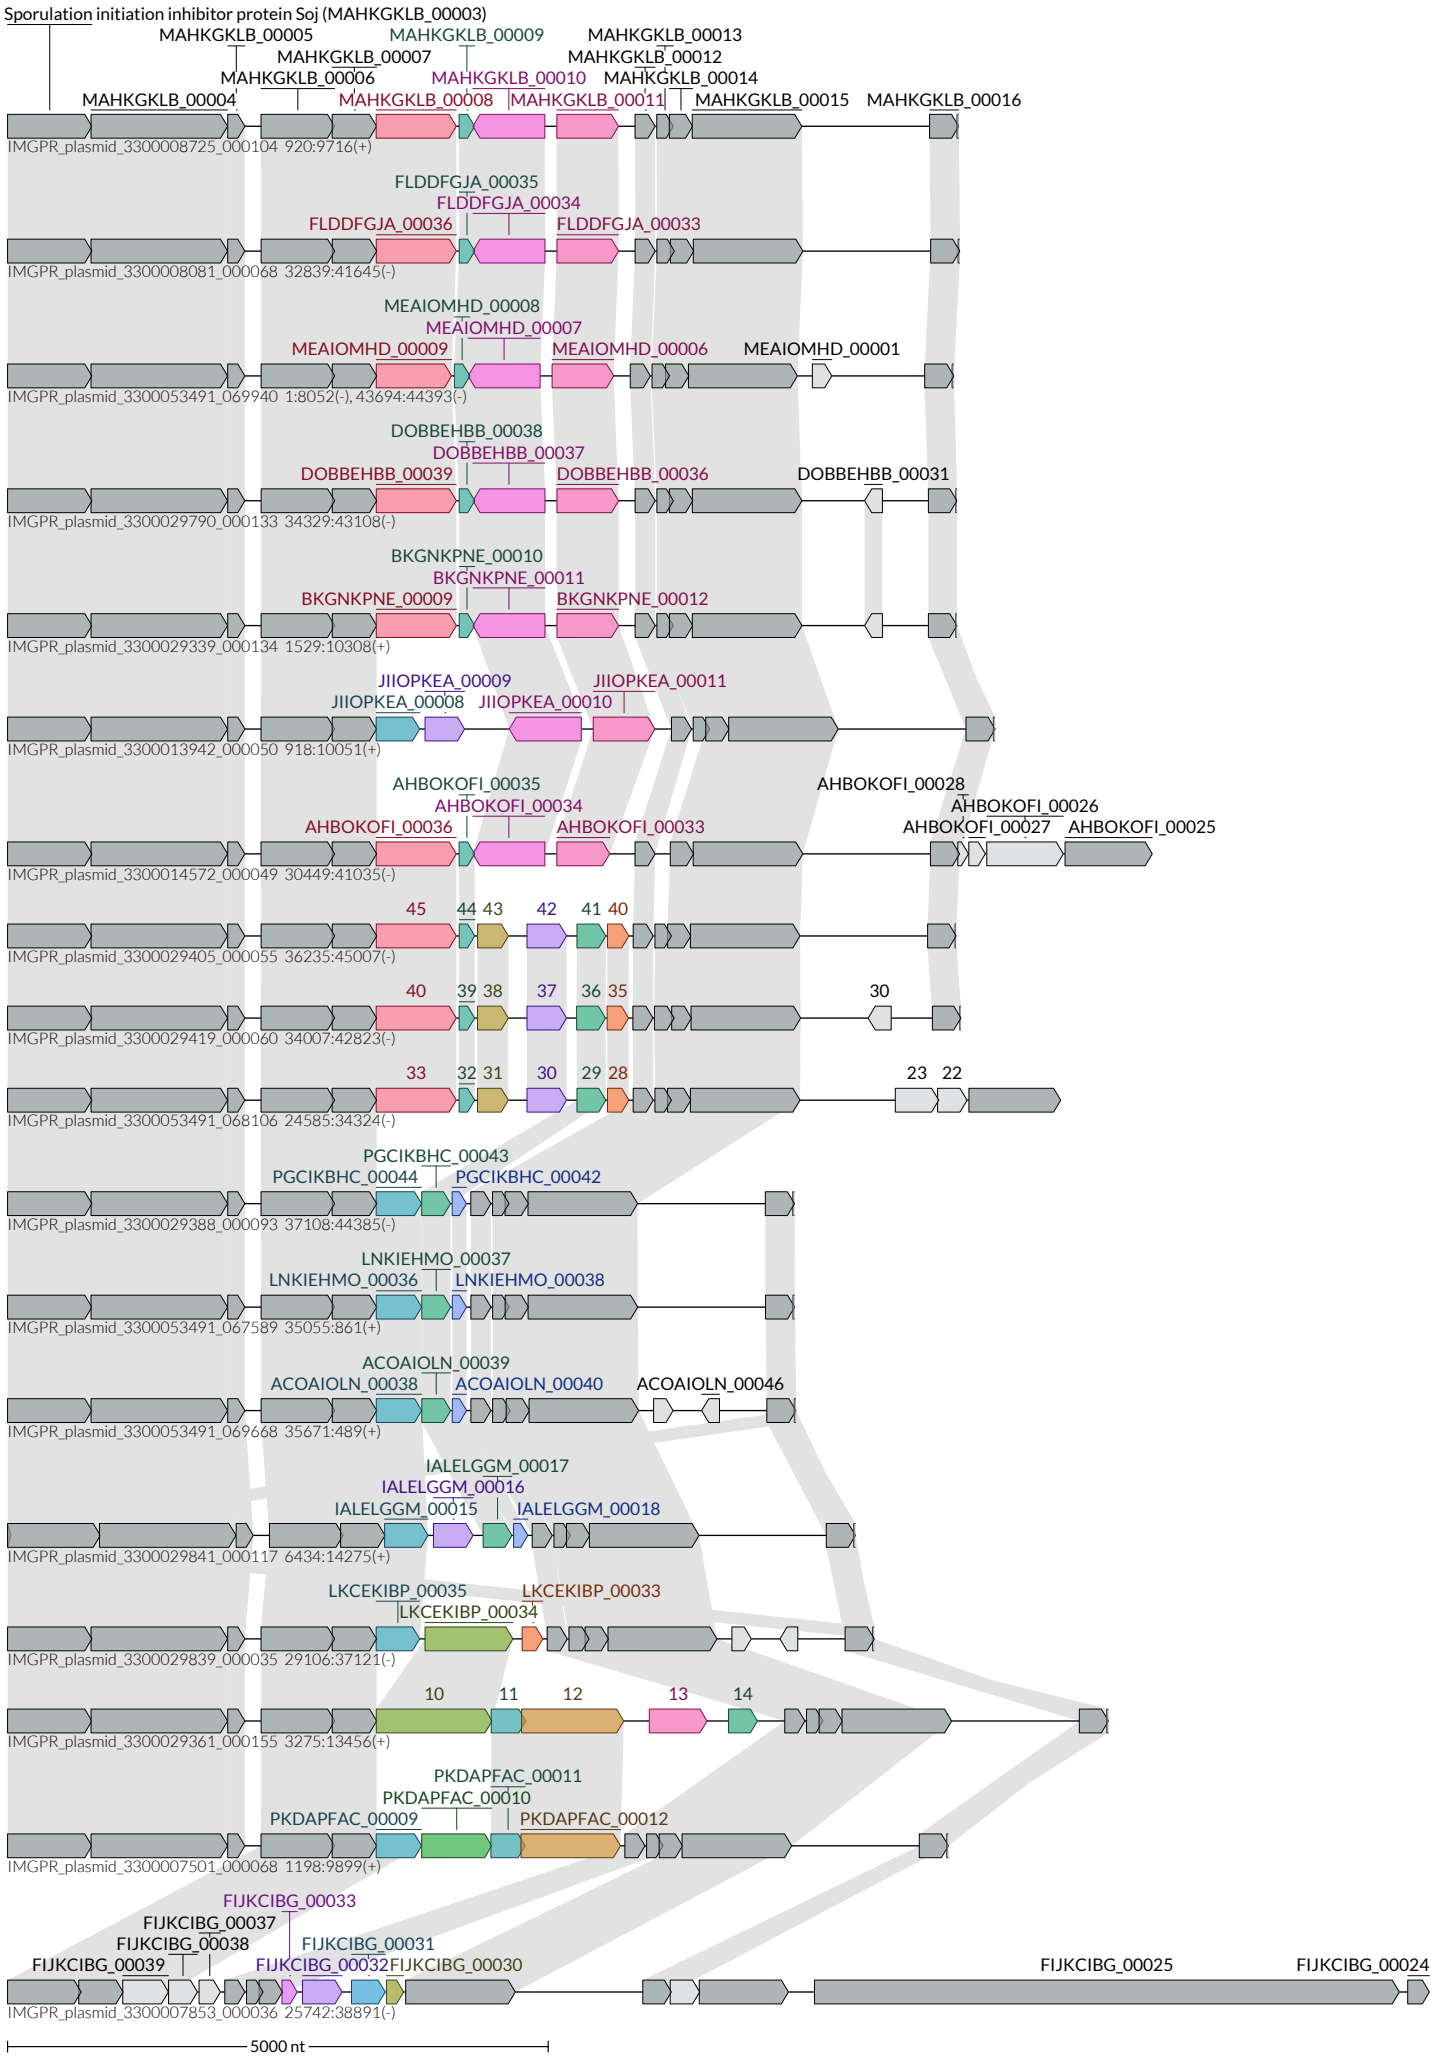 Sporulation initiation inhibitor protein Soj (MAHKGKLB_00003)
MAHKGKLB_00005 MAHKGKLB_00009 MAHKGKLB_00013
MAHKGKLB_00007 MAHKGKLB_00012
MAHKGKLB_00006 MAHKGKLB_00010 MAHKGKLB_00014
MAHKGKLB_00004 MAHKGKLB_00008 MAHKGKLB_00011 MAHKGKLB_00015 MAHKGKLB_00016
IMGPR_plasmid_3300008725_000104 920:9716(+)
FLDDFGJA_00035
FLDDFGJA_00034
FLDDFGJA_00036 FLDDFGJA_00033
IMGPR_plasmid_3300008081_000068 32839:41645(-)
MEAIOMHD_00008
MEAIOMHD_00007
MEAIOMHD_00009 MEAIOMHD_00006 MEAIOMHD_00001
IMGPR_plasmid_3300053491_069940 1:8052(-), 43694:44393(-)
DOBBEHBB_00038
DOBBEHBB_00037
DOBBEHBB_00039 DOBBEHBB_00036 DOBBEHBB_00031
IMGPR_plasmid_3300029790_000133 34329:43108(-)
BKGNKPNE_00010
BKGNKPNE_00011
BKGNKPNE_00009 BKGNKPNE_00012
IMGPR_plasmid_3300029339_000134 1529:10308(+)
JIIOPKEA_00009 JIIOPKEA_00011
JIIOPKEA_00008 JIIOPKEA_00010
IMGPR_plasmid_3300013942_000050 918:10051(+)
AHBOKOFI_00035 AHBOKOFI_00028
AHBOKOFI_00034 AHBOKOFI_00026
AHBOKOFI_00036 AHBOKOFI_00033 AHBOKOFI_00027 AHBOKOFI_00025
IMGPR_plasmid_3300014572_000049 30449:41035(-)
45 44 43 42 41 40
IMGPR_plasmid_3300029405_000055 36235:45007(-)
40 39 38 37 36 35 30
IMGPR_plasmid_3300029419_000060 34007:42823(-)
33 32 31 30 29 28 23 22
IMGPR_plasmid_3300053491_068106 24585:34324(-)
PGCIKBHC_00043
PGCIKBHC_00044 PGCIKBHC_00042
IMGPR_plasmid_3300029388_000093 37108:44385(-)
LNKIEHMO_00037
LNKIEHMO_00036 LNKIEHMO_00038
IMGPR_plasmid_3300053491_067589 35055:861(+)
ACOAIOLN_00039
ACOAIOLN_00038 ACOAIOLN_00040 ACOAIOLN_00046
IMGPR_plasmid_3300053491_069668 35671:489(+)
IALELGGM_00017
IALELGGM_00016
IALELGGM_00015 IALELGGM_00018
IMGPR_plasmid_3300029841_000117 6434:14275(+)
LKCEKIBP_00035 LKCEKIBP_00033
LKCEKIBP_00034
IMGPR_plasmid_3300029839_000035 29106:37121(-)
10 11 12 13 14
IMGPR_plasmid_3300029361_000155 3275:13456(+)
PKDAPFAC_00011
PKDAPFAC_00010
PKDAPFAC_00009 PKDAPFAC_00012
IMGPR_plasmid_3300007501_000068 1198:9899(+)
FIJKCIBG_00033
FIJKCIBG_00037
FIJKCIBG_00038 FIJKCIBG_00031
FIJKCIBG_00039 FIJKCIBG_00032 FIJKCIBG_00030 FIJKCIBG_00025 FIJKCIBG_00024
IMGPR_plasmid_3300007853_000036 25742:38891(-)
5000 nt